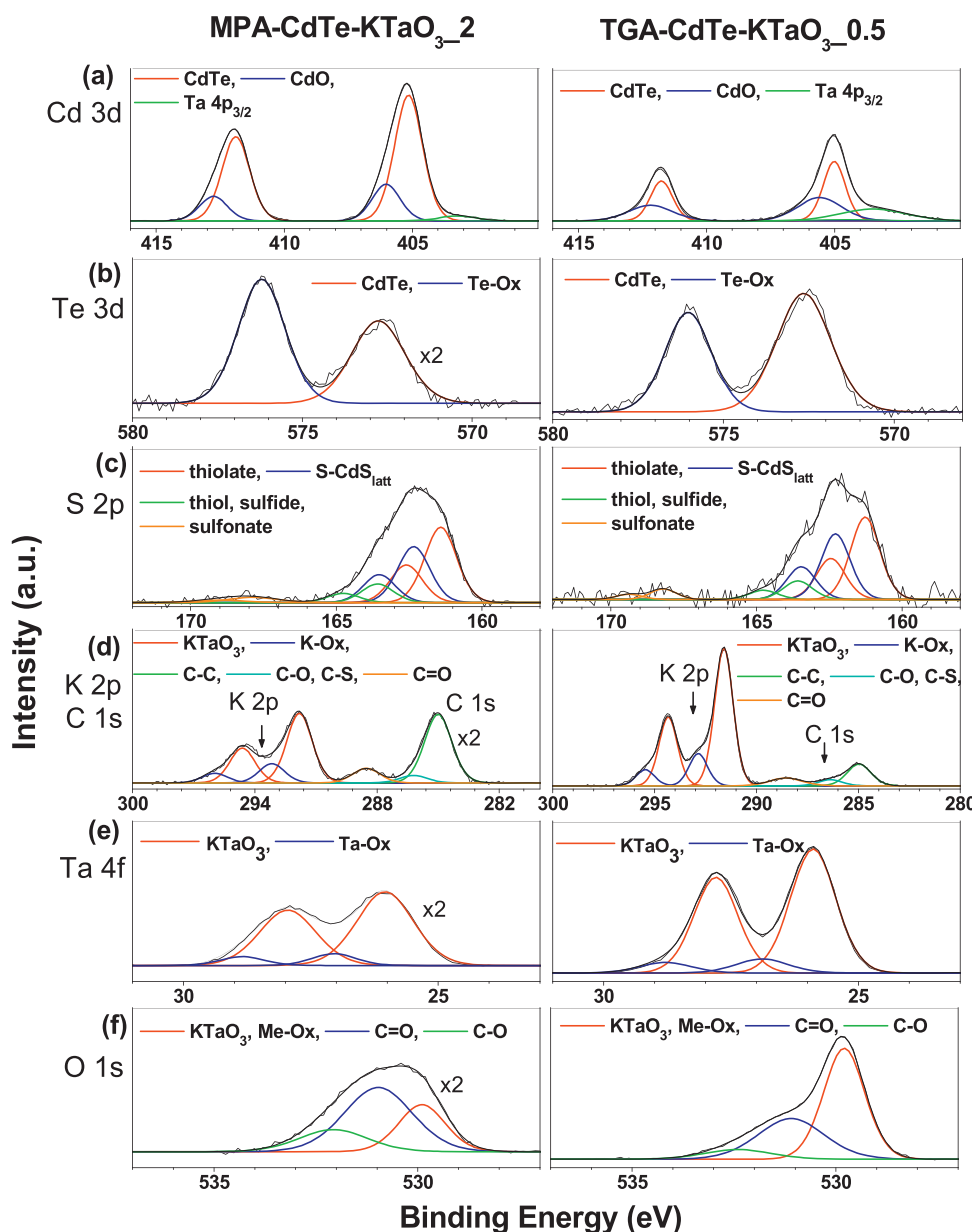 MPA-CdTe-KTaO₃_2 TGA-CdTe-KTaO₃_0.5
(a)
Cd 3d
CdTe, CdO,
Ta 4p₃/₂
415 410 405
CdTe, CdO, Ta 4p₃/₂
415 410 405
(b)
Te 3d
CdTe, Te-Ox
x2
580 575 570
CdTe, Te-Ox
580 575 570
(c)
S 2p
thiolate, S-CdS_latt
thiol, sulfide,
sulfonate
170 165 160
thiolate, S-CdS_latt
thiol, sulfide,
sulfonate
170 165 160
(d)
K 2p
C 1s
KTaO₃, K-Ox,
C-C, C-O, C-S, C=O
K 2p C 1s
x2
300 294 288 282
KTaO₃, K-Ox,
C-C, C-O, C-S,
C=O
K 2p
C 1s
300 295 290 285 280
(e)
Ta 4f
KTaO₃, Ta-Ox
x2
30 25
KTaO₃, Ta-Ox
30 25
(f)
O 1s
KTaO₃, Me-Ox, C=O, C-O
x2
535 530
KTaO₃, Me-Ox, C=O, C-O
535 530
Intensity (a.u.)
Binding Energy (eV)